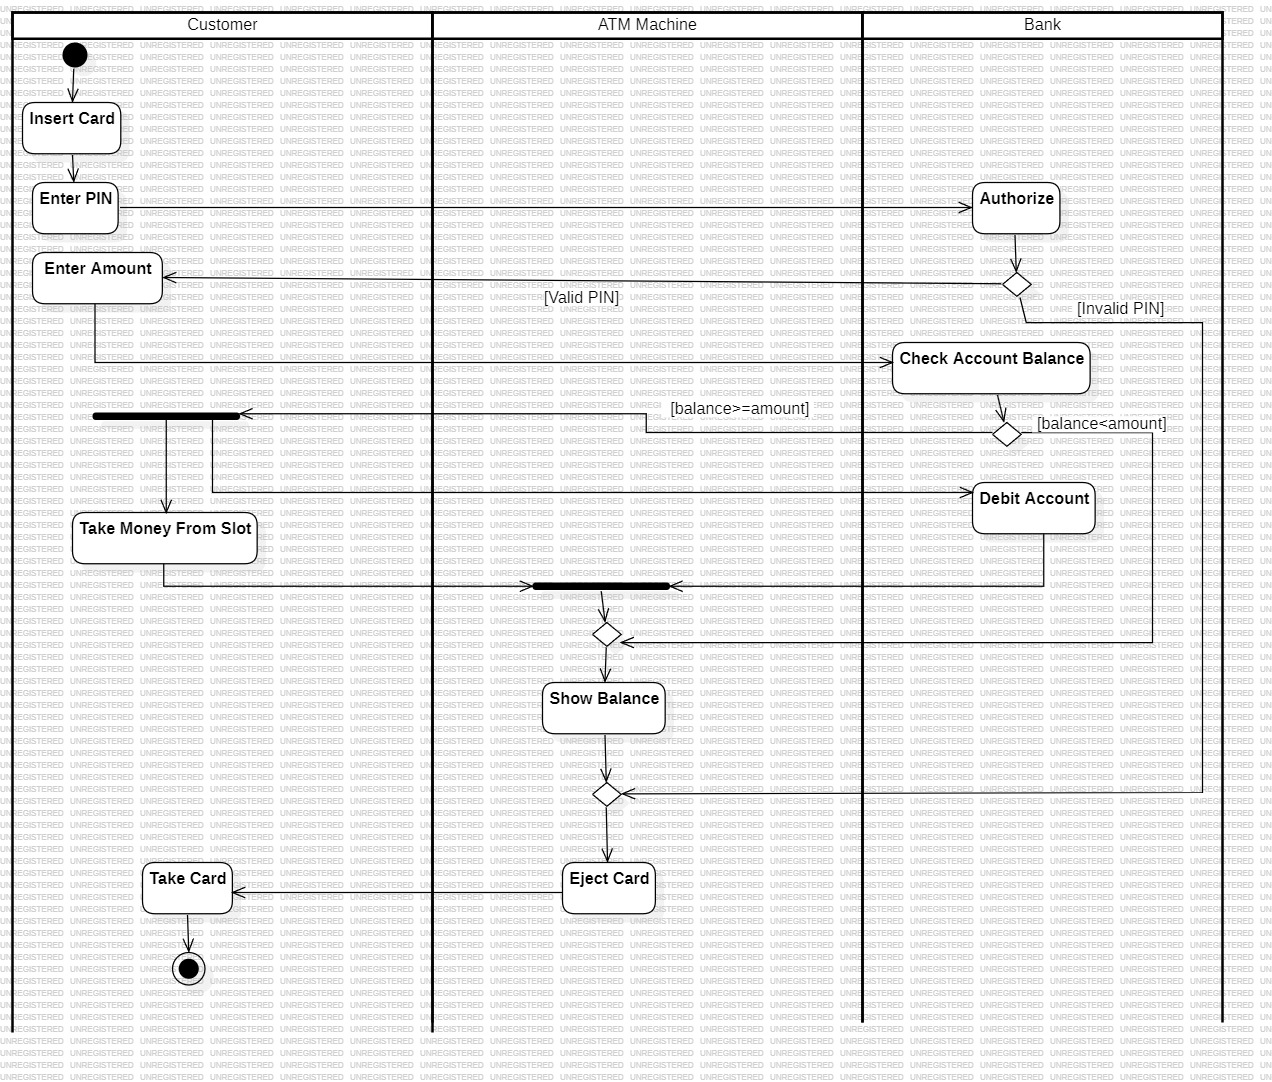 Customer
ATM Machine
Bank
Insert Card
Enter PIN
Authorize
Enter Amount
[Valid PIN]
[Invalid PIN]
Check Account Balance
[balance>=amount]
[balance<amount]
Debit Account
Take Money From Slot
Show Balance
Take Card
Eject Card
UNREGISTERED